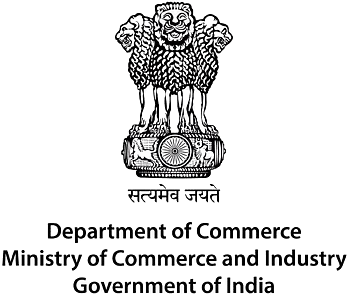 सत्यमेव जयते
Department of Commerce
Ministry of Commerce and Industry
Government of India